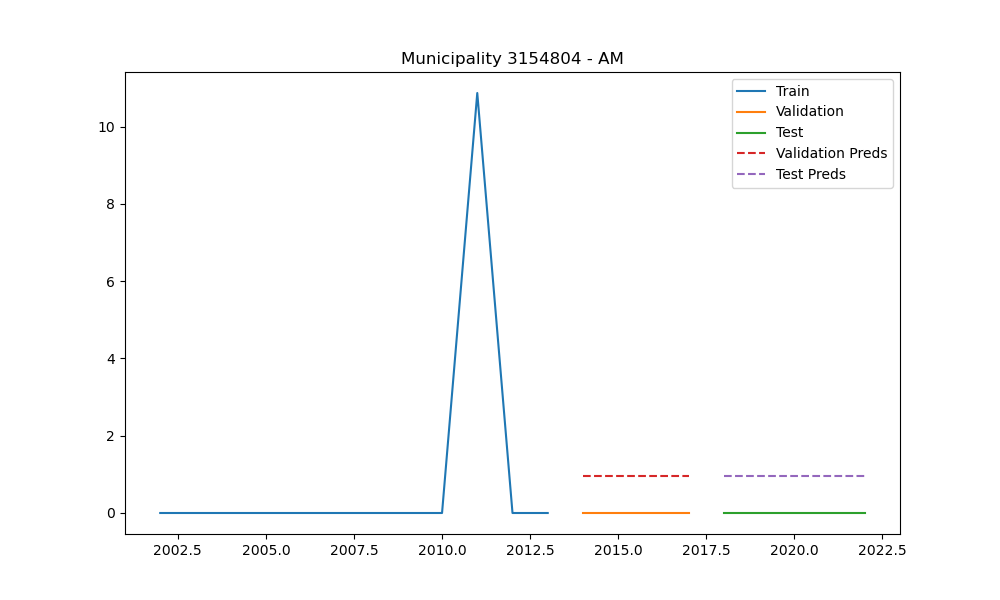 Municipality 3154804 - AM
Train
Validation
Test
Validation Preds
Test Preds
10
8
6
4
2
0
2002.5 2005.0 2007.5 2010.0 2012.5 2015.0 2017.5 2020.0 2022.5